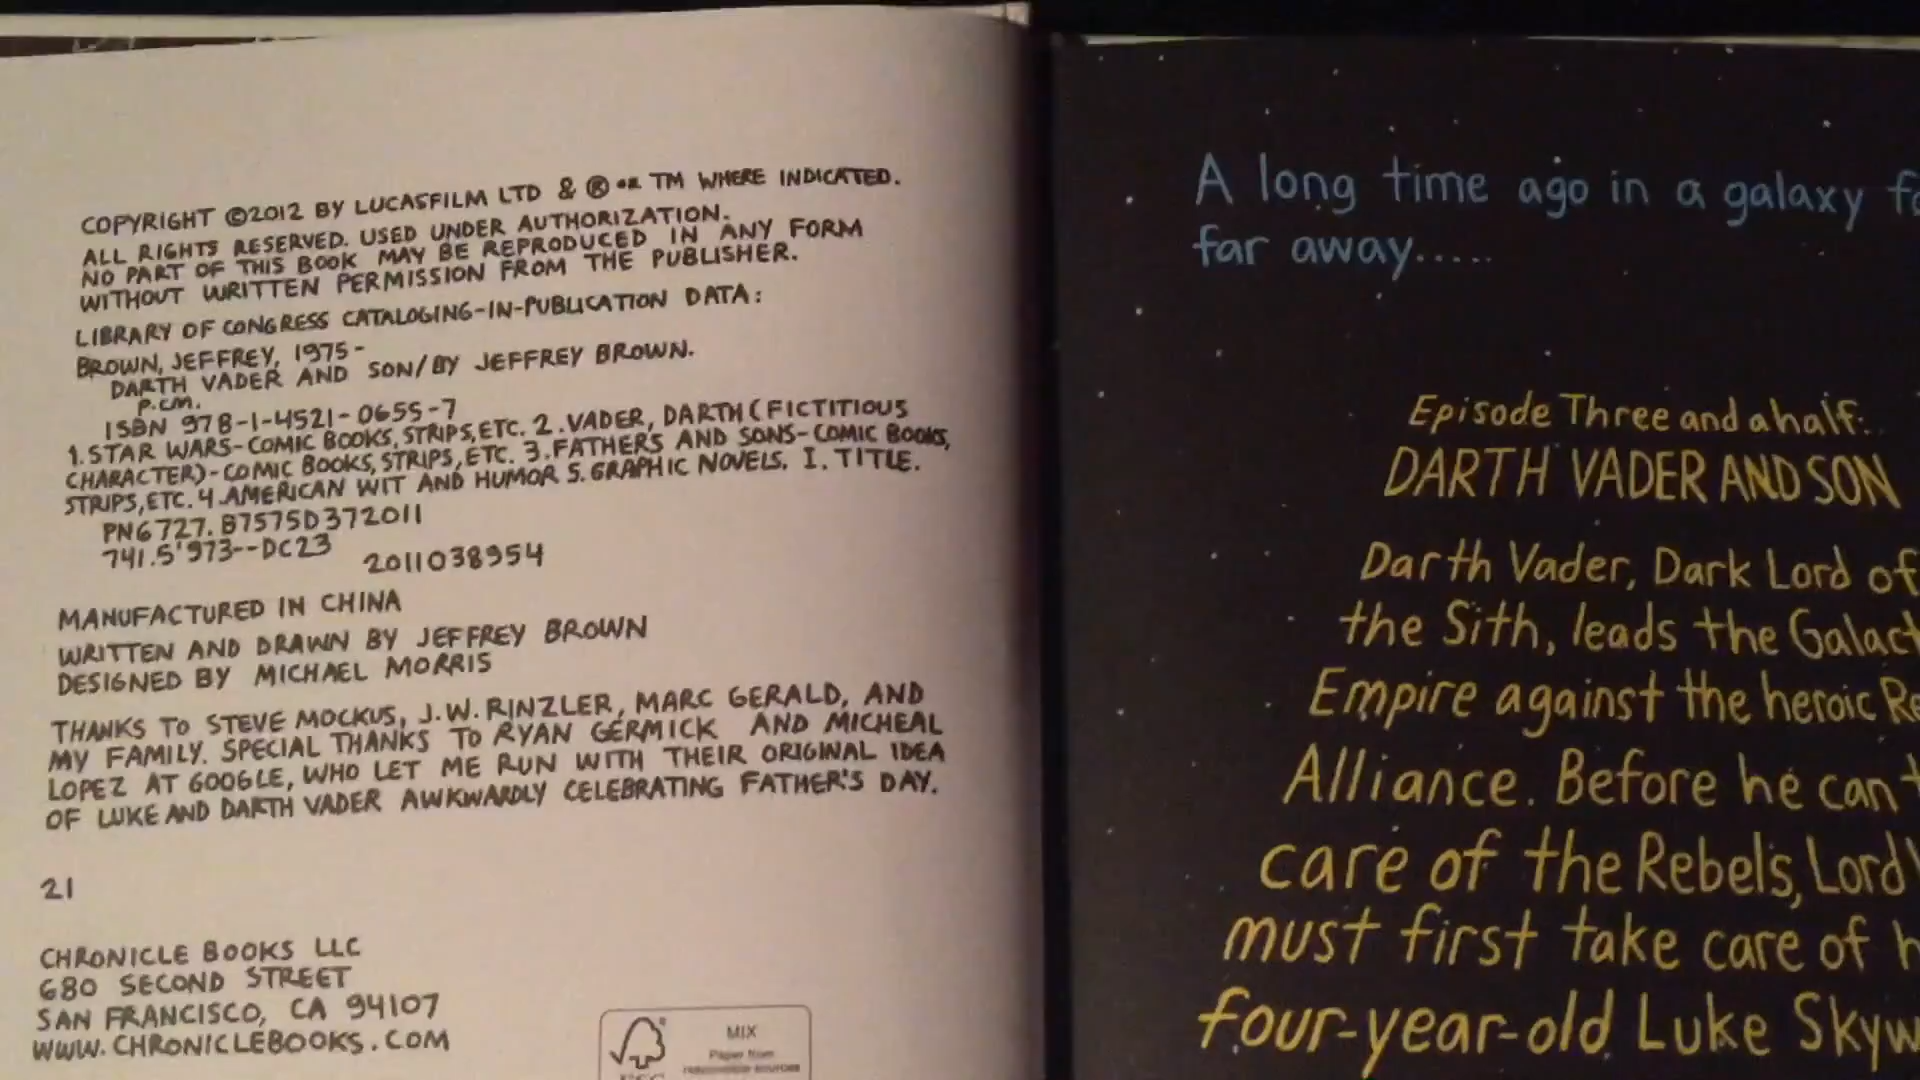 COPYRIGHT ©2012 BY LUCASFILM LTD & ® OR TM WHERE INDICATED.
ALL RIGHTS RESERVED. USED UNDER AUTHORIZATION.
NO PART OF THIS BOOK MAY BE REPRODUCED IN ANY FORM
WITHOUT WRITTEN PERMISSION FROM THE PUBLISHER.
LIBRARY OF CONGRESS CATALOGING-IN-PUBLICATION DATA:
BROWN, JEFFREY, 1975-
DARTH VADER AND SON/BY JEFFREY BROWN.
P.CM.
ISBN 978-1-4521-0655-7
1.STAR WARS-COMIC BOOKS, STRIPS, ETC. 2.VADER, DARTH (FICTITIOUS
CHARACTER)-COMIC BOOKS, STRIPS, ETC. 3.FATHERS AND SONS-COMIC BOOKS,
STRIPS, ETC. 4.AMERICAN WIT AND HUMOR 5.GRAPHIC NOVELS. I. TITLE.
PN6727.B7575D372011
741.5'973--DC23
2011038954
MANUFACTURED IN CHINA
WRITTEN AND DRAWN BY JEFFREY BROWN
DESIGNED BY MICHAEL MORRIS
THANKS TO STEVE MOCKUS, J.W. RINZLER, MARC GERALD, AND
MY FAMILY. SPECIAL THANKS TO RYAN GERMICK AND MICHEAL
LOPEZ AT GOOGLE, WHO LET ME RUN WITH THEIR ORIGINAL IDEA
OF LUKE AND DARTH VADER AWKWARDLY CELEBRATING FATHER'S DAY.
21
CHRONICLE BOOKS LLC
680 SECOND STREET
SAN FRANCISCO, CA 94107
WWW.CHRONICLEBOOKS.COM
MIX
Paper from
responsible sources
A long time ago in a galaxy
far away.....
Episode Three and a half:
DARTH VADER AND SON
Darth Vader, Dark Lord of
the Sith, leads the Galact
Empire against the heroic Re
Alliance. Before he can
care of the Rebels, Lord
must first take care of h
four-year-old Luke Skyw